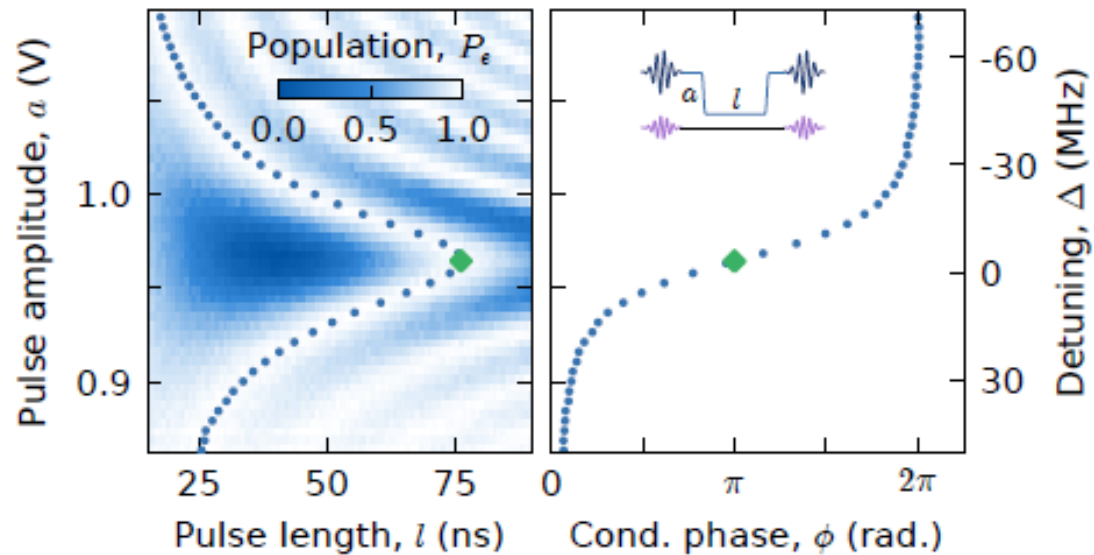 Population, Pₑ
0.0 0.5 1.0
a
l
Pulse amplitude, a (V)
1.0
0.9
25 50 75
Pulse length, l (ns)
0 π 2π
Cond. phase, ϕ (rad.)
-60
-30
0
30
Detuning, Δ (MHz)